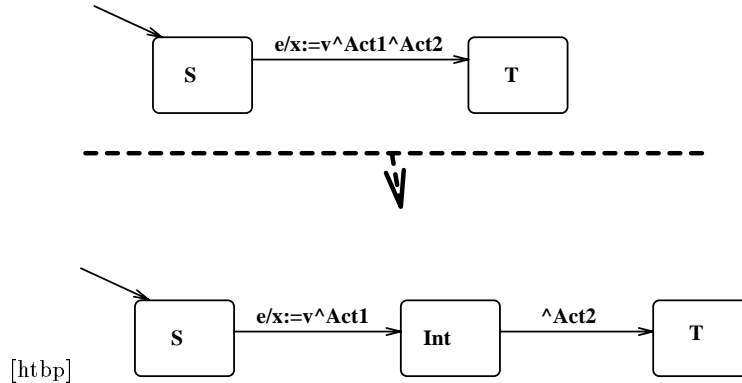 e/x:=v^Act1^Act2
S
T
e/x:=v^Act1
^Act2
S
Int
T
[htbp]